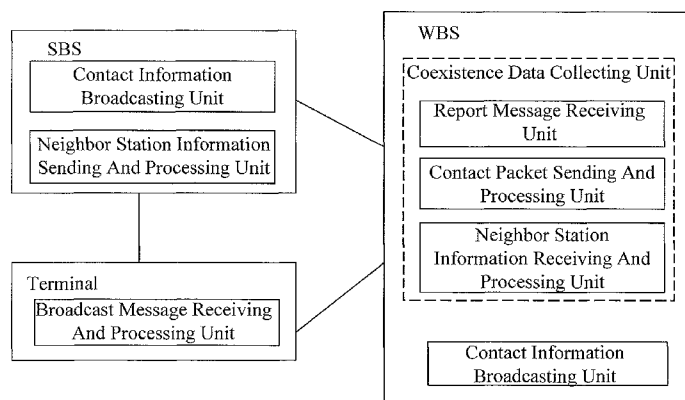 SBS
Contact Information
Broadcasting Unit
Neighbor Station Information
Sending And Processing Unit
Terminal
Broadcast Message Receiving
And Processing Unit
WBS
Coexistence Data Collecting Unit
Report Message Receiving
Unit
Contact Packet Sending And
Processing Unit
Neighbor Station
Information Receiving And
Processing Unit
Contact Information
Broadcasting Unit